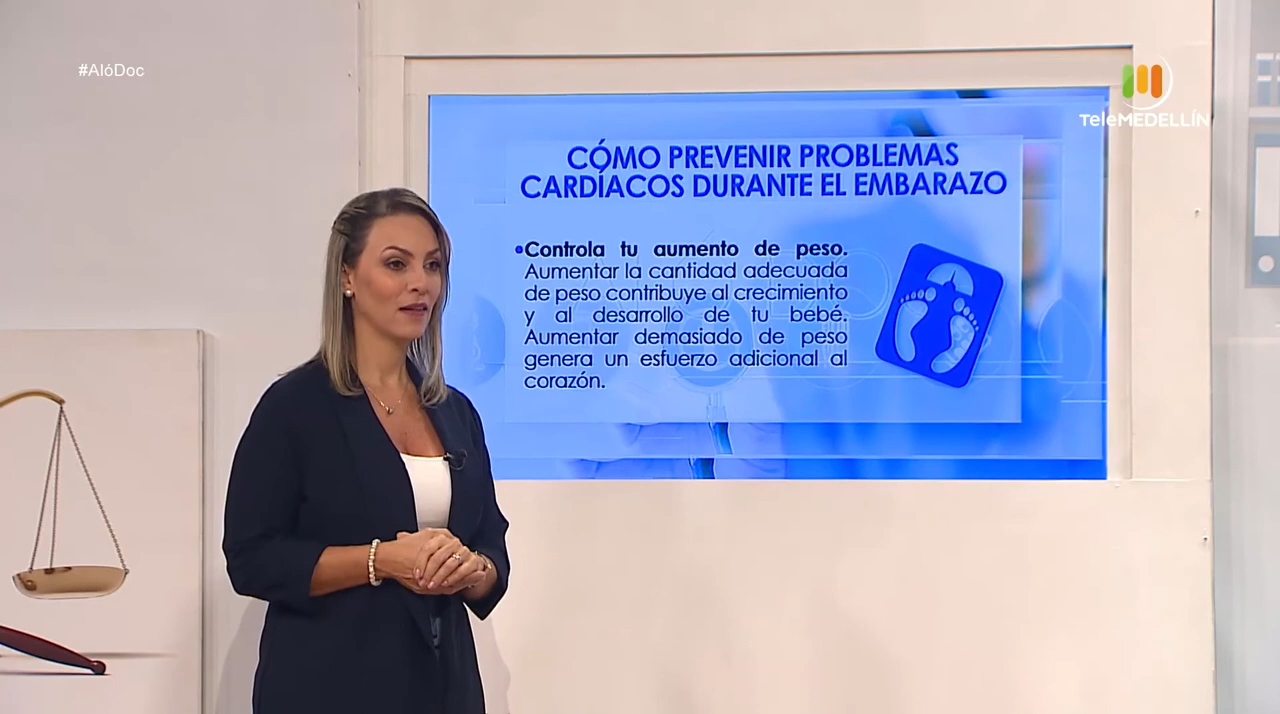 #AlóDoc
TeleMEDELLÍN
CÓMO PREVENIR PROBLEMAS
CARDÍACOS DURANTE EL EMBARAZO
•Controla tu aumento de peso.
Aumentar la cantidad adecuada
de peso contribuye al crecimiento
y al desarrollo de tu bebé.
Aumentar demasiado de peso
genera un esfuerzo adicional al
corazón.